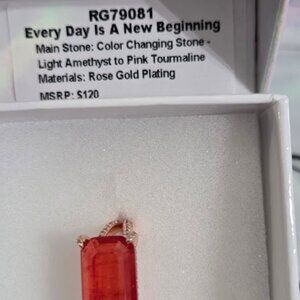 RG79081
Every Day Is A New Beginning
Main Stone: Color Changing Stone -
Light Amethyst to Pink Tourmaline
Materials: Rose Gold Plating
MSRP: $120